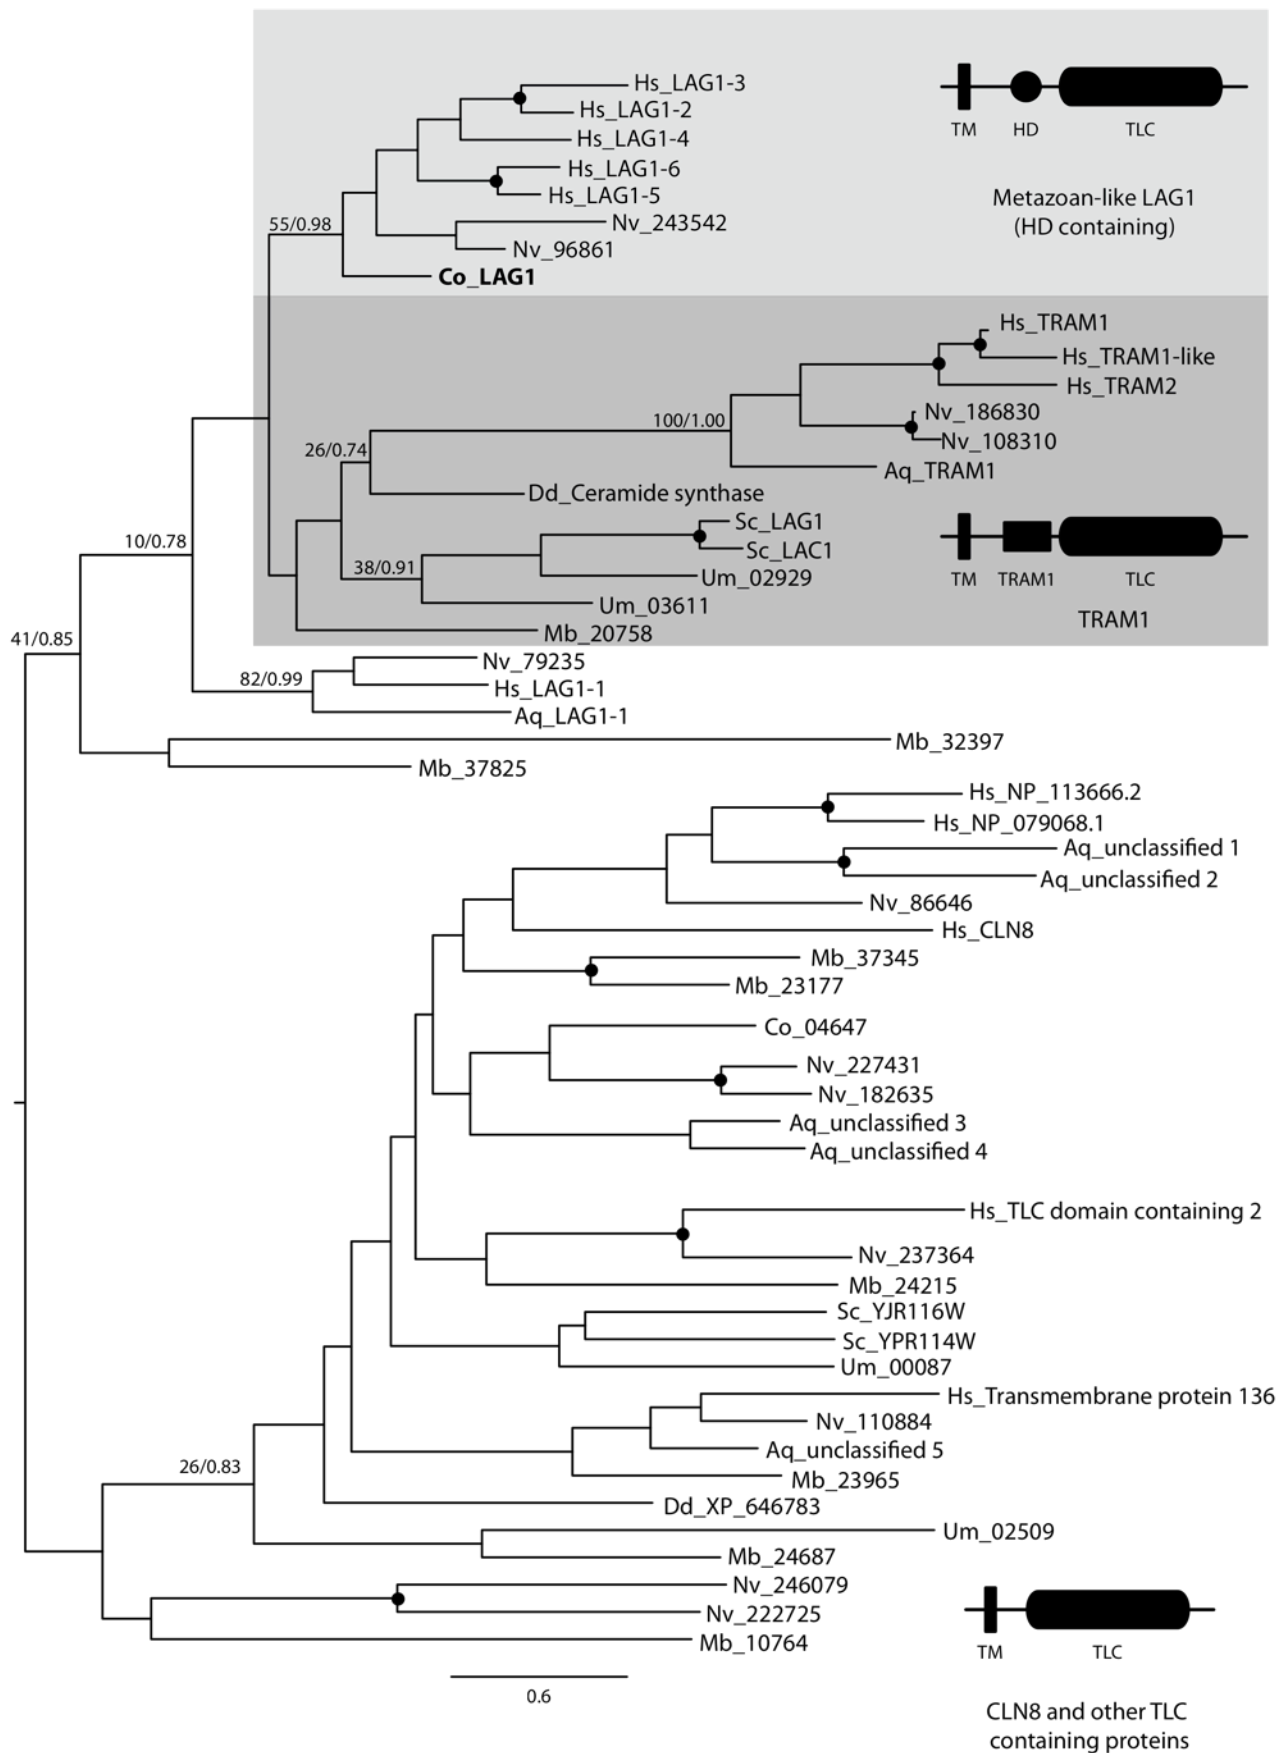 Hs_LAG1-3
Hs_LAG1-2
Hs_LAG1-4
Hs_LAG1-6
Hs_LAG1-5
Nv_243542
Nv_96861
Co_LAG1
55/0.98
TM HD TLC
Metazoan-like LAG1
(HD containing)
Hs_TRAM1
Hs_TRAM1-like
Hs_TRAM2
Nv_186830
Nv_108310
100/1.00
Aq_TRAM1
26/0.74
Dd_Ceramide synthase
Sc_LAG1
Sc_LAC1
Um_02929
38/0.91
Um_03611
Mb_20758
TM TRAM1 TLC
TRAM1
10/0.78
41/0.85
Nv_79235
82/0.99
Hs_LAG1-1
Aq_LAG1-1
Mb_32397
Mb_37825
Hs_NP_113666.2
Hs_NP_079068.1
Aq_unclassified 1
Aq_unclassified 2
Nv_86646
Hs_CLN8
Mb_37345
Mb_23177
Co_04647
Nv_227431
Nv_182635
Aq_unclassified 3
Aq_unclassified 4
Hs_TLC domain containing 2
Nv_237364
Mb_24215
Sc_YJR116W
Sc_YPR114W
Um_00087
Hs_Transmembrane protein 136
Nv_110884
Aq_unclassified 5
26/0.83
Mb_23965
Dd_XP_646783
Um_02509
Mb_24687
Nv_246079
Nv_222725
Mb_10764
TM TLC
0.6
CLN8 and other TLC
containing proteins